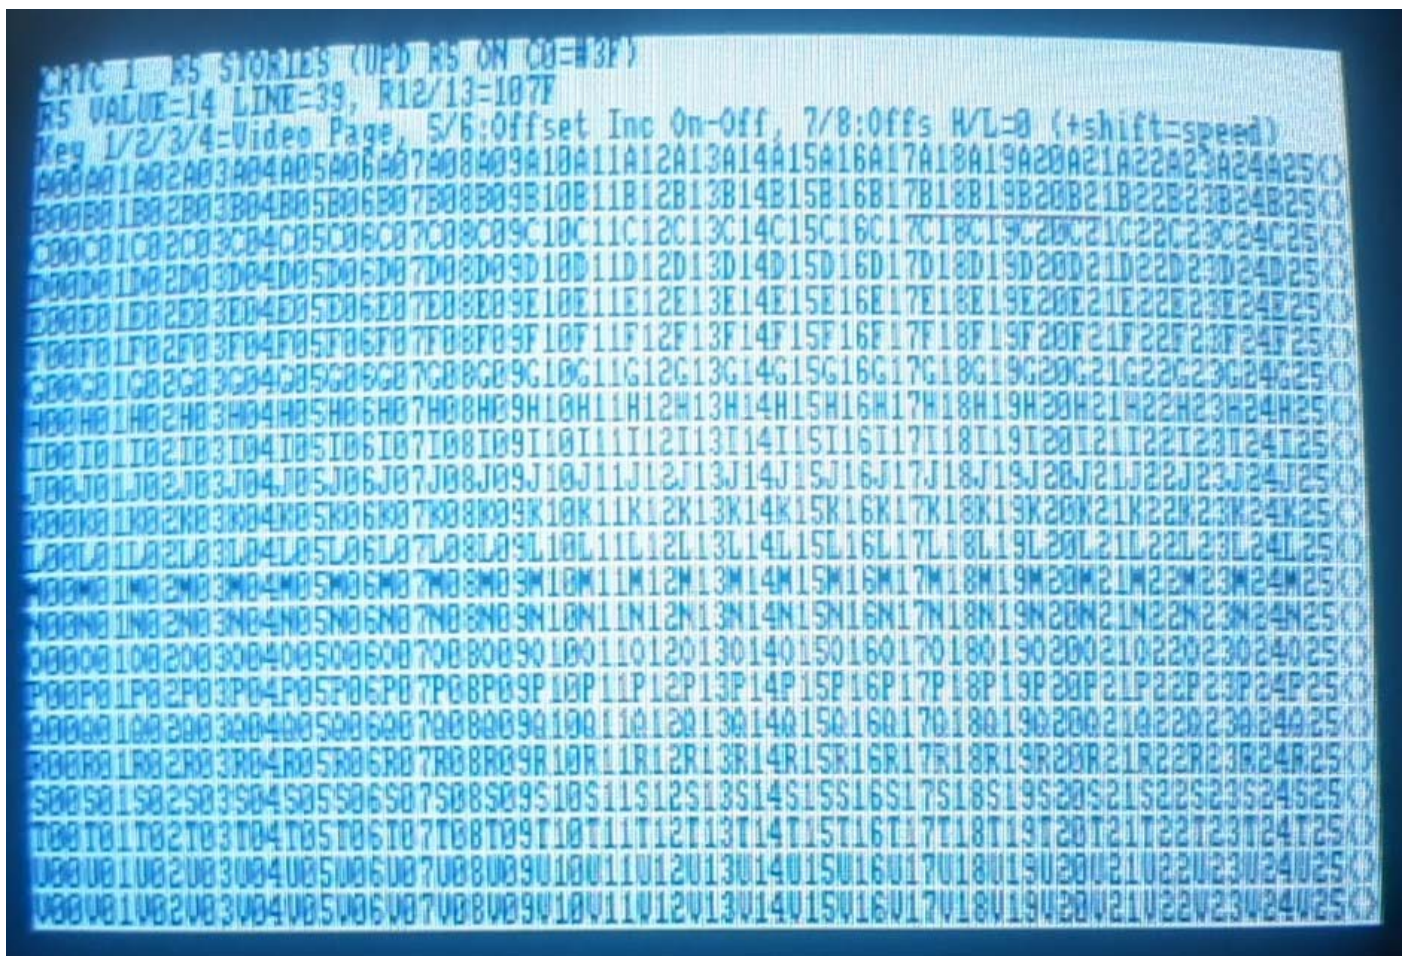 CRTC 1  R5 STORIES (UPD R5 ON C0=#3F)
R5 VALUE=14 LINE=39, R12/13=107F
Key 1/2/3/4=Video Page, 5/6:Offset Inc On-Off, 7/8:Offs H/L=0 (+shift=speed)
A00A01A02A03A04A05A06A07A08A09A10A11A12A13A14A15A16A17A18A19A20A21A22A23A24A25<>
B00B01B02B03B04B05B06B07B08B09B10B11B12B13B14B15B16B17B18B19B20B21B22B23B24B25<>
C00C01C02C03C04C05C06C07C08C09C10C11C12C13C14C15C16C17C18C19C20C21C22C23C24C25<>
D00D01D02D03D04D05D06D07D08D09D10D11D12D13D14D15D16D17D18D19D20D21D22D23D24D25<>
E00E01E02E03E04E05E06E07E08E09E10E11E12E13E14E15E16E17E18E19E20E21E22E23E24E25<>
F00F01F02F03F04F05F06F07F08F09F10F11F12F13F14F15F16F17F18F19F20F21F22F23F24F25<>
G00G01G02G03G04G05G06G07G08G09G10G11G12G13G14G15G16G17G18G19G20G21G22G23G24G25<>
H00H01H02H03H04H05H06H07H08H09H10H11H12H13H14H15H16H17H18H19H20H21H22H23H24H25<>
I00I01I02I03I04I05I06I07I08I09I10I11I12I13I14I15I16I17I18I19I20I21I22I23I24I25<>
J00J01J02J03J04J05J06J07J08J09J10J11J12J13J14J15J16J17J18J19J20J21J22J23J24J25<>
K00K01K02K03K04K05K06K07K08K09K10K11K12K13K14K15K16K17K18K19K20K21K22K23K24K25<>
L00L01L02L03L04L05L06L07L08L09L10L11L12L13L14L15L16L17L18L19L20L21L22L23L24L25<>
M00M01M02M03M04M05M06M07M08M09M10M11M12M13M14M15M16M17M18M19M20M21M22M23M24M25<>
N00N01N02N03N04N05N06N07N08N09N10N11N12N13N14N15N16N17N18N19N20N21N22N23N24N25<>
O00O01O02O03O04O05O06O07O08O09O10O11O12O13O14O15O16O17O18O19O20O21O22O23O24O25<>
P00P01P02P03P04P05P06P07P08P09P10P11P12P13P14P15P16P17P18P19P20P21P22P23P24P25<>
Q00Q01Q02Q03Q04Q05Q06Q07Q08Q09Q10Q11Q12Q13Q14Q15Q16Q17Q18Q19Q20Q21Q22Q23Q24Q25<>
R00R01R02R03R04R05R06R07R08R09R10R11R12R13R14R15R16R17R18R19R20R21R22R23R24R25<>
S00S01S02S03S04S05S06S07S08S09S10S11S12S13S14S15S16S17S18S19S20S21S22S23S24S25<>
T00T01T02T03T04T05T06T07T08T09T10T11T12T13T14T15T16T17T18T19T20T21T22T23T24T25<>
U00U01U02U03U04U05U06U07U08U09U10U11U12U13U14U15U16U17U18U19U20U21U22U23U24U25<>
V00V01V02V03V04V05V06V07V08V09V10V11V12V13V14V15V16V17V18V19V20V21V22V23V24V25<>